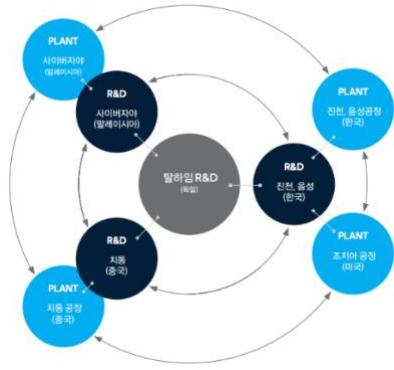 PLANT
사이버자야
(말레이시아)
R&D
사이버자야
(말레이시아)
PLANT
진천, 음성공장
(한국)
탈하임 R&D
(독일)
R&D
진천, 음성
(한국)
R&D
치동
(중국)
PLANT
조지아 공장
(미국)
PLANT
치동 공장
(중국)